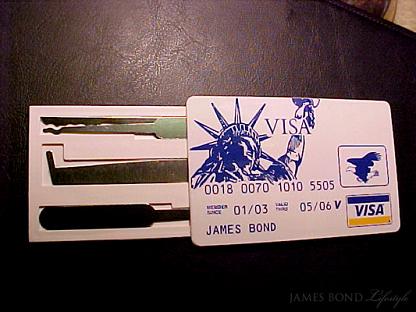 VISA
0018 0070 1010 5505
MEMBER SINCE 01/03 VALID THRU 05/06 V
VISA
JAMES BOND
JAMES BOND Lifestyle